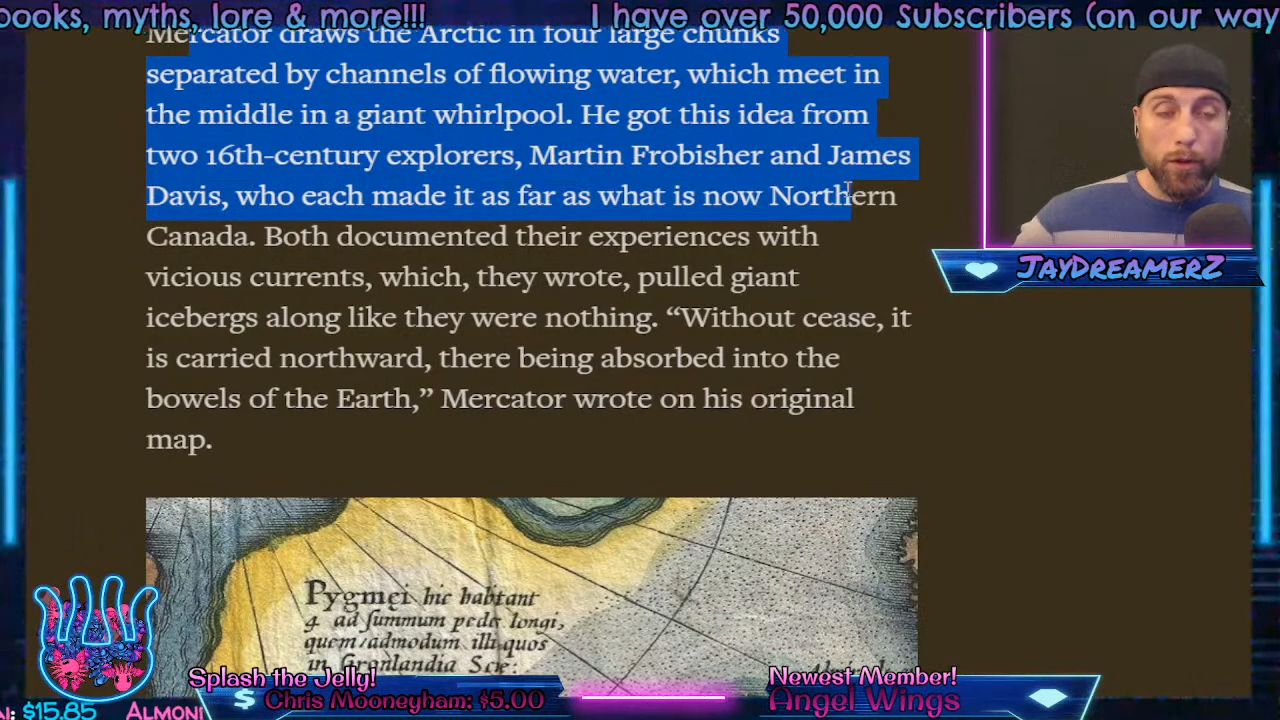 books, myths, lore & more!!!
I have over 50,000 Subscribers (on our way
Mercator draws the Arctic in four large chunks
separated by channels of flowing water, which meet in
the middle in a giant whirlpool. He got this idea from
two 16th-century explorers, Martin Frobisher and James
Davis, who each made it as far as what is now Northern
Canada. Both documented their experiences with
vicious currents, which, they wrote, pulled giant
icebergs along like they were nothing. “Without cease, it
is carried northward, there being absorbed into the
bowels of the Earth,” Mercator wrote on his original
map.
JayDreamerZ
Pygmei hic habitant
4 ad summum pedes longi,
quemadmodum illi quos
in Grenlandia Scre:
Splash the Jelly!
Chris Mooneyham: $5.00
Newest Member!
Angel Wings
$15.85 Almoni